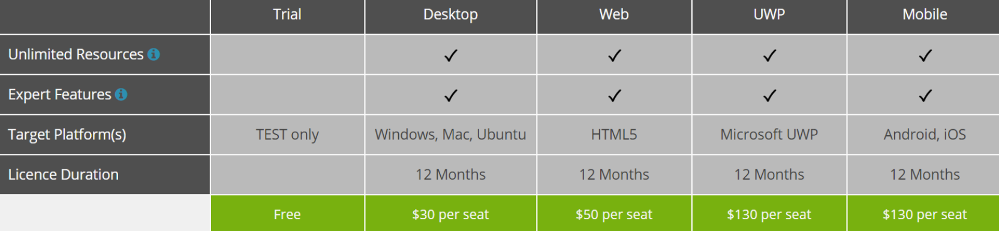 Trial Desktop Web UWP Mobile
Unlimited Resources ✓ ✓ ✓ ✓
Expert Features ✓ ✓ ✓ ✓
Target Platform(s) TEST only Windows, Mac, Ubuntu HTML5 Microsoft UWP Android, iOS
Licence Duration 12 Months 12 Months 12 Months 12 Months
Free $30 per seat $50 per seat $130 per seat $130 per seat